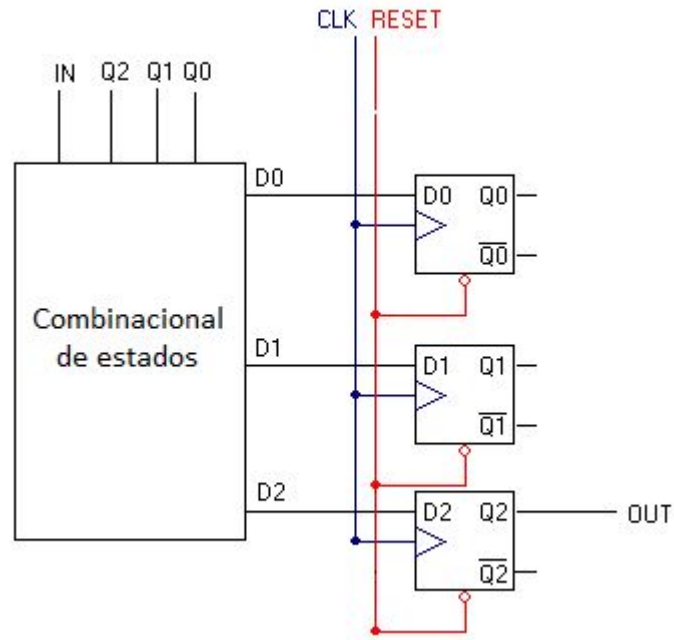 CLK RESET
IN Q2 Q1 Q0
D0
D0 Q0
Q0
Combinacional
de estados
D1
D1 Q1
Q1
D2
D2 Q2
OUT
Q2